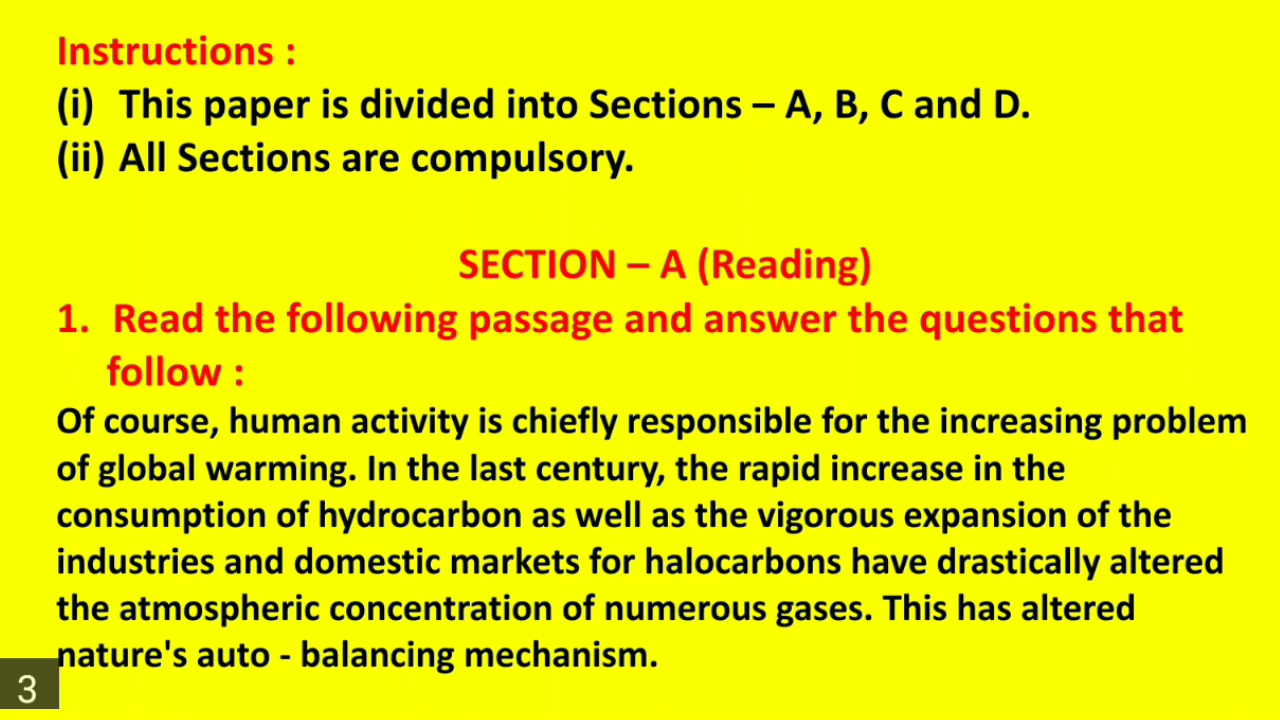 Instructions :
(i) This paper is divided into Sections – A, B, C and D.
(ii) All Sections are compulsory.
SECTION – A (Reading)
1. Read the following passage and answer the questions that
follow :
Of course, human activity is chiefly responsible for the increasing problem
of global warming. In the last century, the rapid increase in the
consumption of hydrocarbon as well as the vigorous expansion of the
industries and domestic markets for halocarbons have drastically altered
the atmospheric concentration of numerous gases. This has altered
nature's auto - balancing mechanism.
3